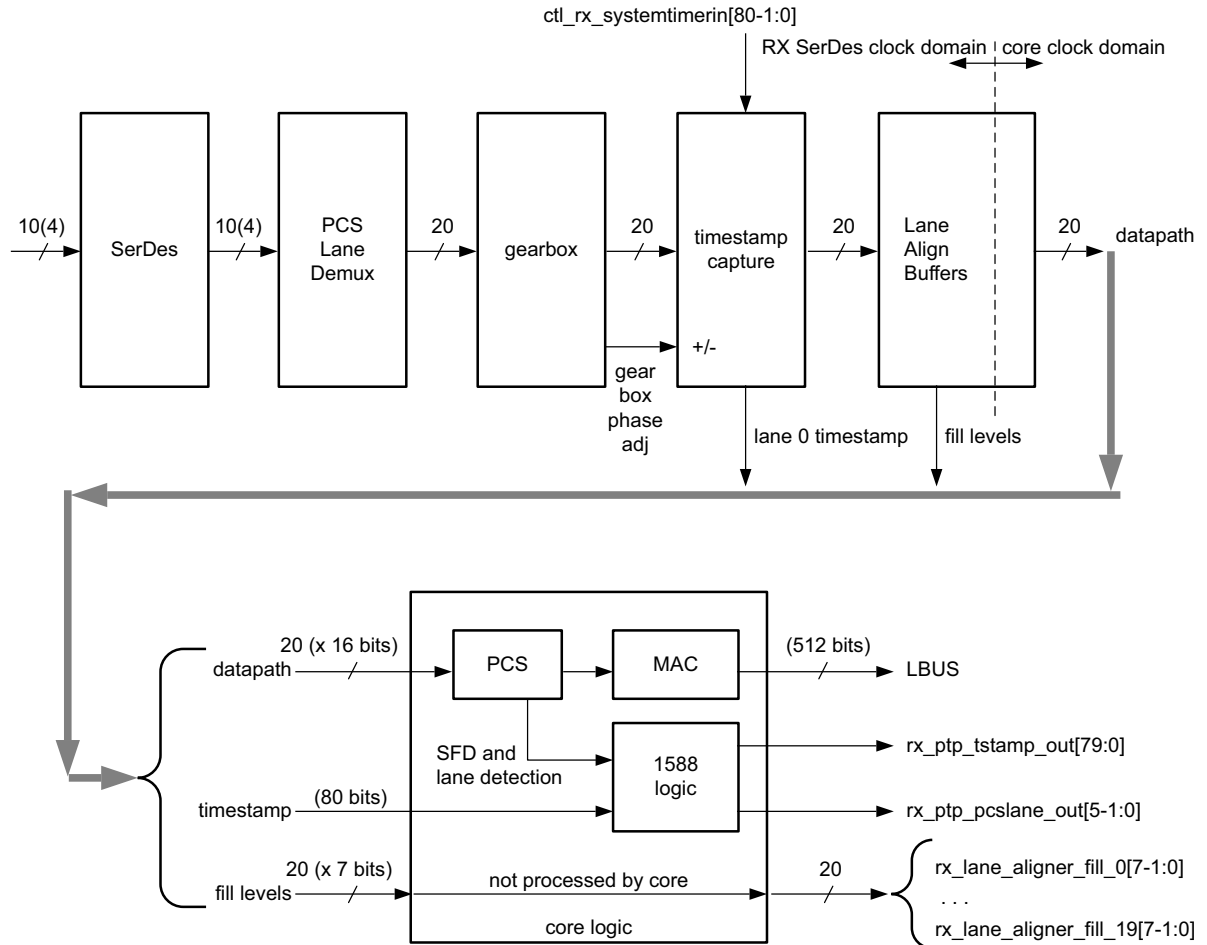 ctl_rx_systemtimerin[80-1:0]
RX SerDes clock domain
core clock domain
10(4)
SerDes
10(4)
PCS
Lane
Demux
20
gearbox
20
timestamp
capture
+/-
20
Lane
Align
Buffers
20
datapath
gear
box
phase
adj
lane 0 timestamp
fill levels
datapath
20 (x 16 bits)
PCS
MAC
(512 bits)
LBUS
SFD and
lane detection
1588
logic
rx_ptp_tstamp_out[79:0]
timestamp
(80 bits)
rx_ptp_pcslane_out[5-1:0]
fill levels
20 (x 7 bits)
not processed by core
core logic
20
rx_lane_aligner_fill_0[7-1:0]
. . .
rx_lane_aligner_fill_19[7-1:0]